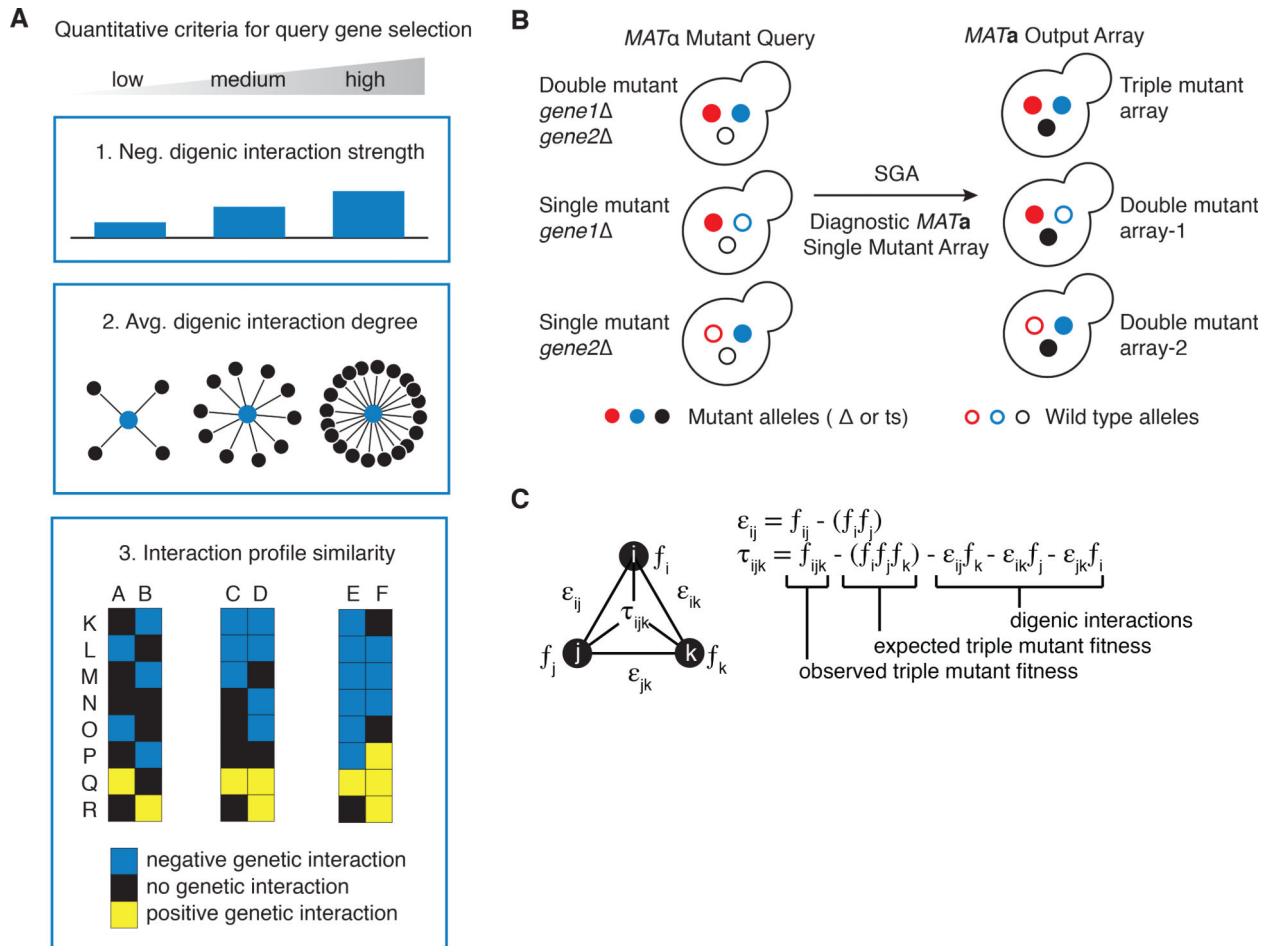 A
Quantitative criteria for query gene selection
low medium high
1. Neg. digenic interaction strength
2. Avg. digenic interaction degree
3. Interaction profile similarity
A B C D E F
K
L
M
N
O
P
Q
R
negative genetic interaction
no genetic interaction
positive genetic interaction
B
MATα Mutant Query
MATa Output Array
Double mutant
gene1Δ
gene2Δ
Single mutant
gene1Δ
Single mutant
gene2Δ
SGA
Diagnostic MATa
Single Mutant Array
Triple mutant
array
Double mutant
array-1
Double mutant
array-2
Mutant alleles ( Δ or ts)
Wild type alleles
C
i f_i
ε_ij ε_ik
τ_ijk
f_j j k f_k
ε_jk
ε_ij = f_ij - (f_i f_j)
τ_ijk = f_ijk - (f_i f_j f_k) - ε_ij f_k - ε_ik f_j - ε_jk f_i
digenic interactions
expected triple mutant fitness
observed triple mutant fitness